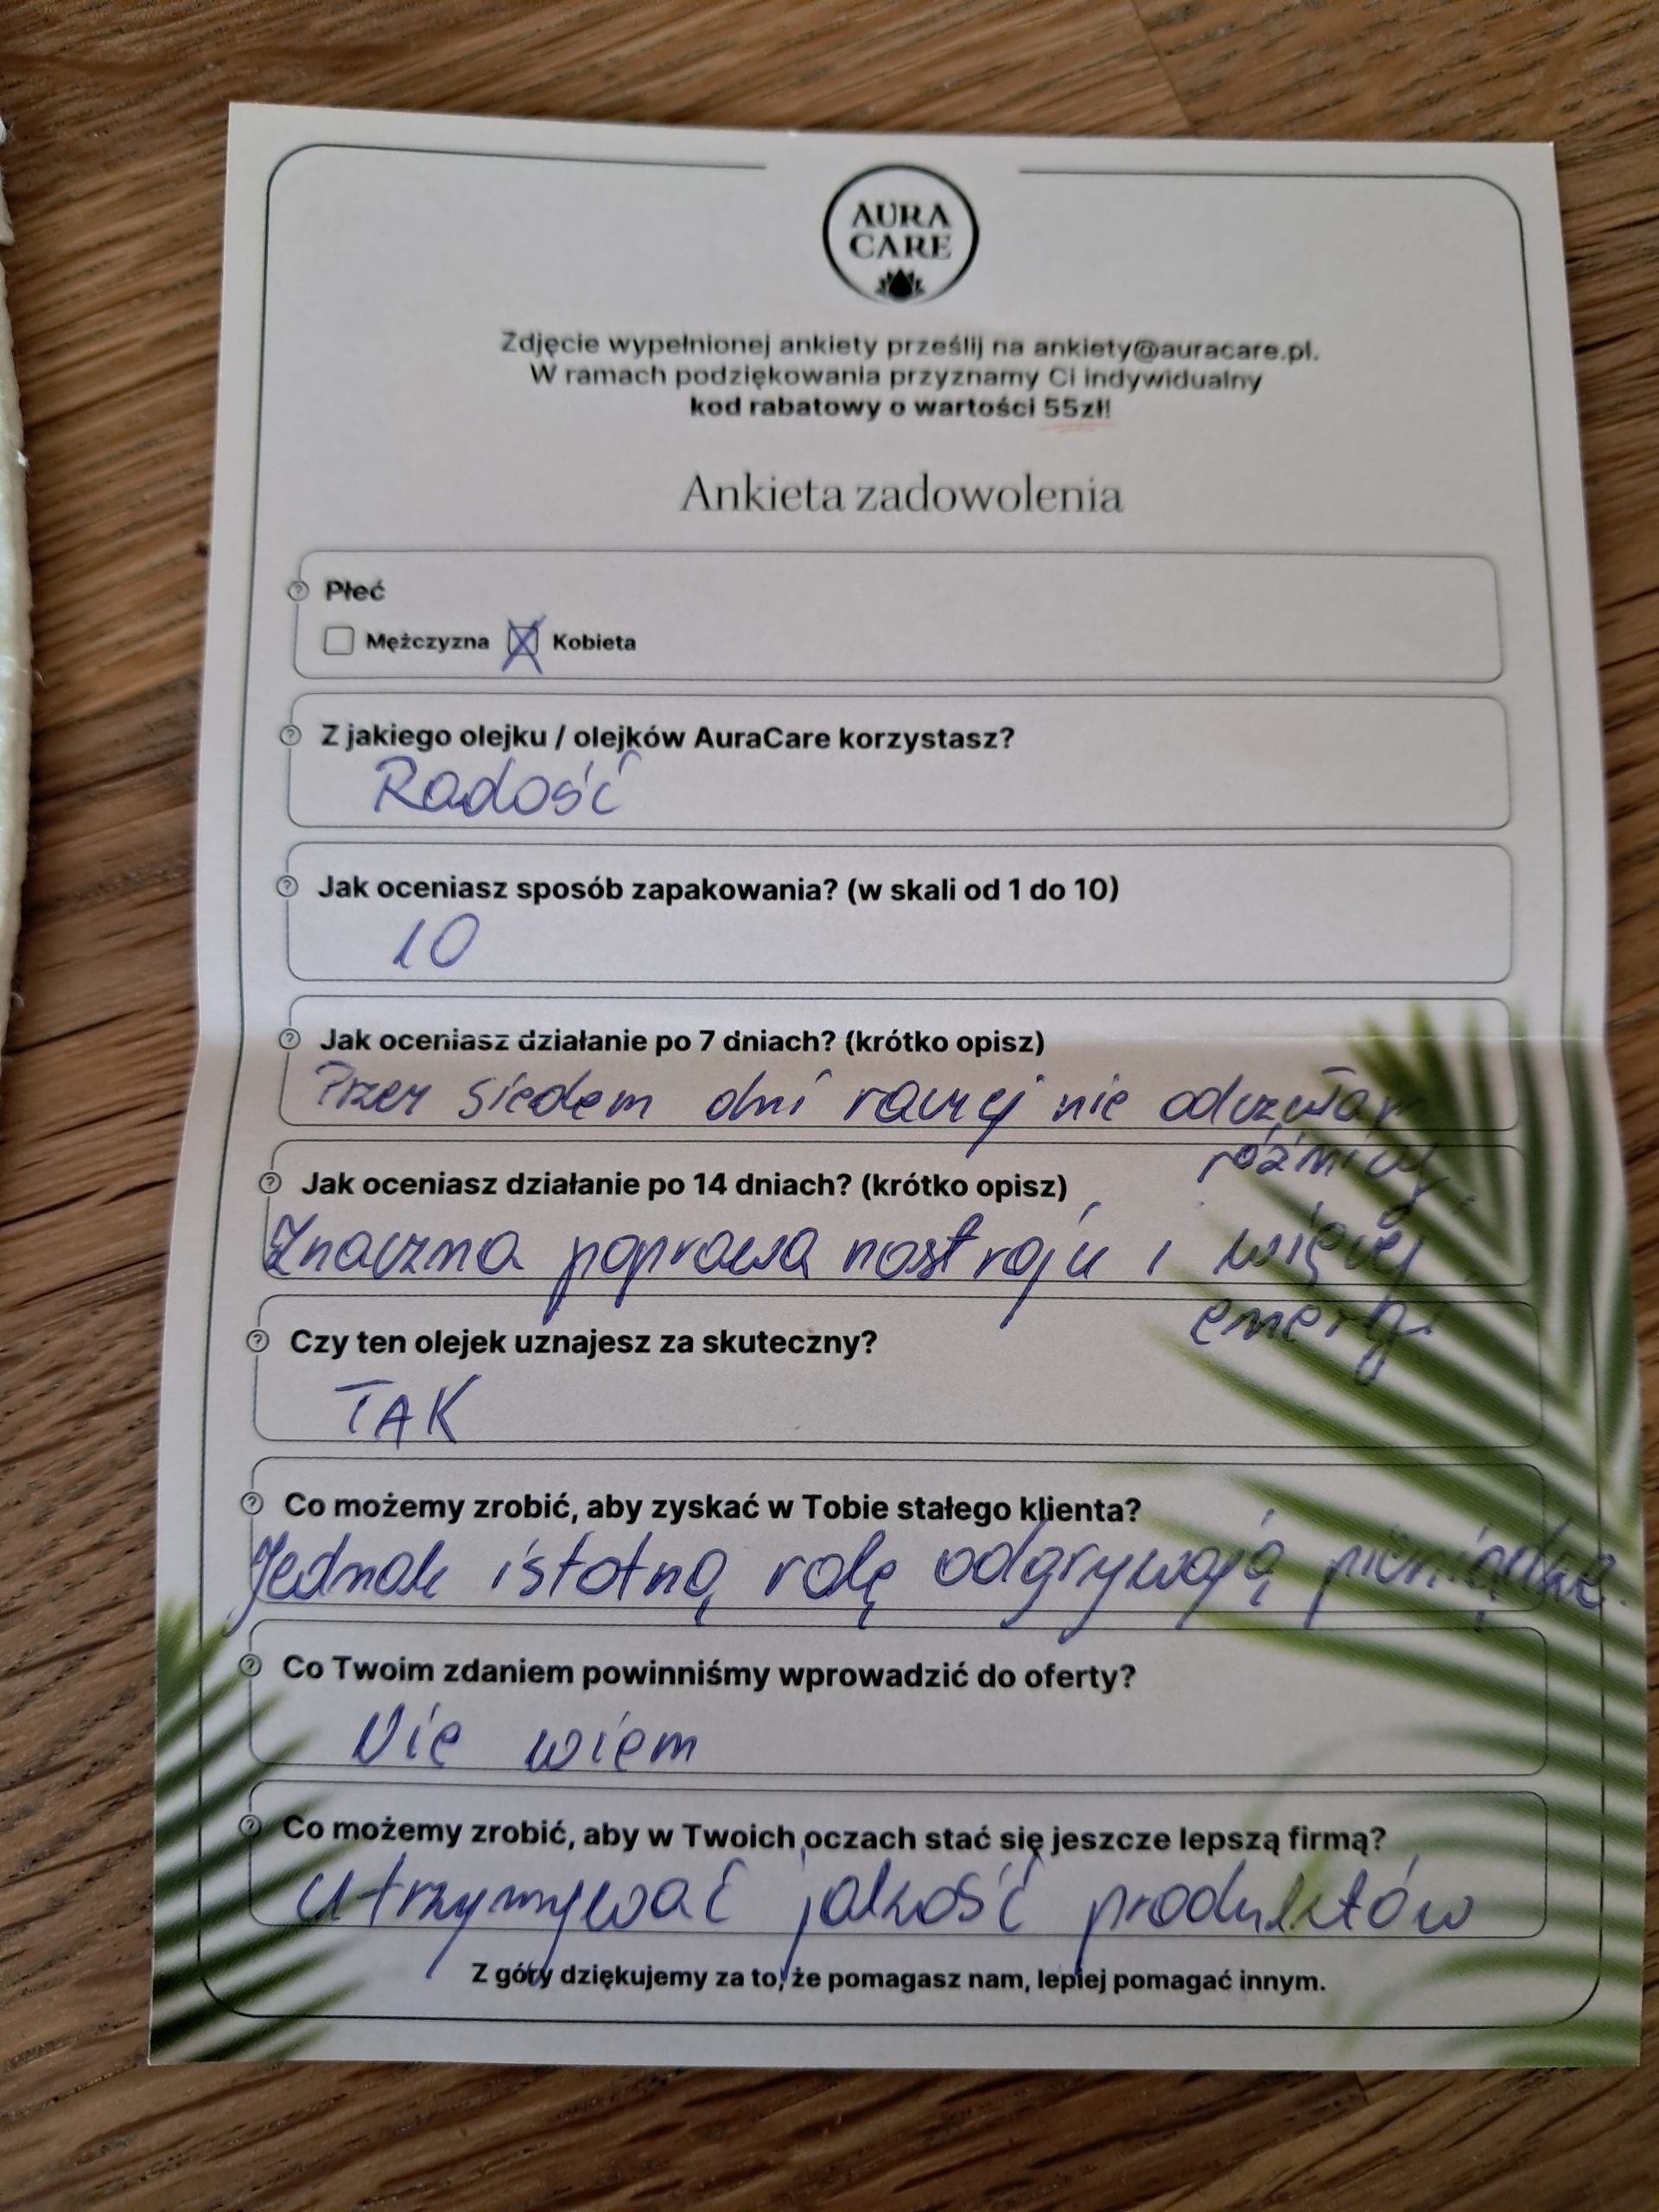 AURA
CARE
Zdjęcie wypełnionej ankiety prześlij na ankiety@auracare.pl.
W ramach podziękowania przyznamy Ci indywidualny
kod rabatowy o wartości 55zł!
Ankieta zadowolenia
Płeć
Mężczyzna Kobieta
Z jakiego olejku / olejków AuraCare korzystasz?
Radość
Jak oceniasz sposób zapakowania? (w skali od 1 do 10)
10
Jak oceniasz działanie po 7 dniach? (krótko opisz)
Przez siedem dni raczej nie odczułam
różnicy
Jak oceniasz działanie po 14 dniach? (krótko opisz)
Znaczna poprawa nastroju i więcej
energi
Czy ten olejek uznajesz za skuteczny?
TAK
Co możemy zrobić, aby zyskać w Tobie stałego klienta?
Jednak istotną rolę odgrywają pieniądze.
Co Twoim zdaniem powinniśmy wprowadzić do oferty?
Nie wiem
Co możemy zrobić, aby w Twoich oczach stać się jeszcze lepszą firmą?
utrzymywać jakość produktów
Z góry dziękujemy za to, że pomagasz nam, lepiej pomagać innym.